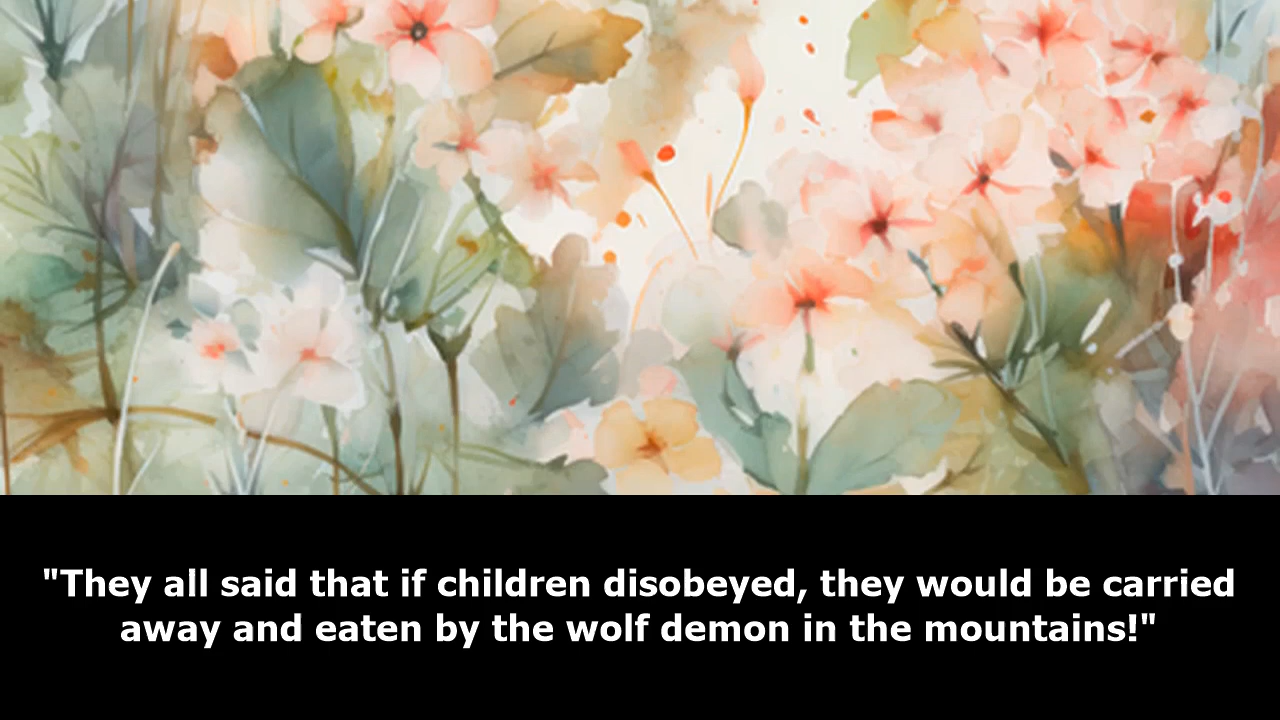 "They all said that if children disobeyed, they would be carried
away and eaten by the wolf demon in the mountains!"